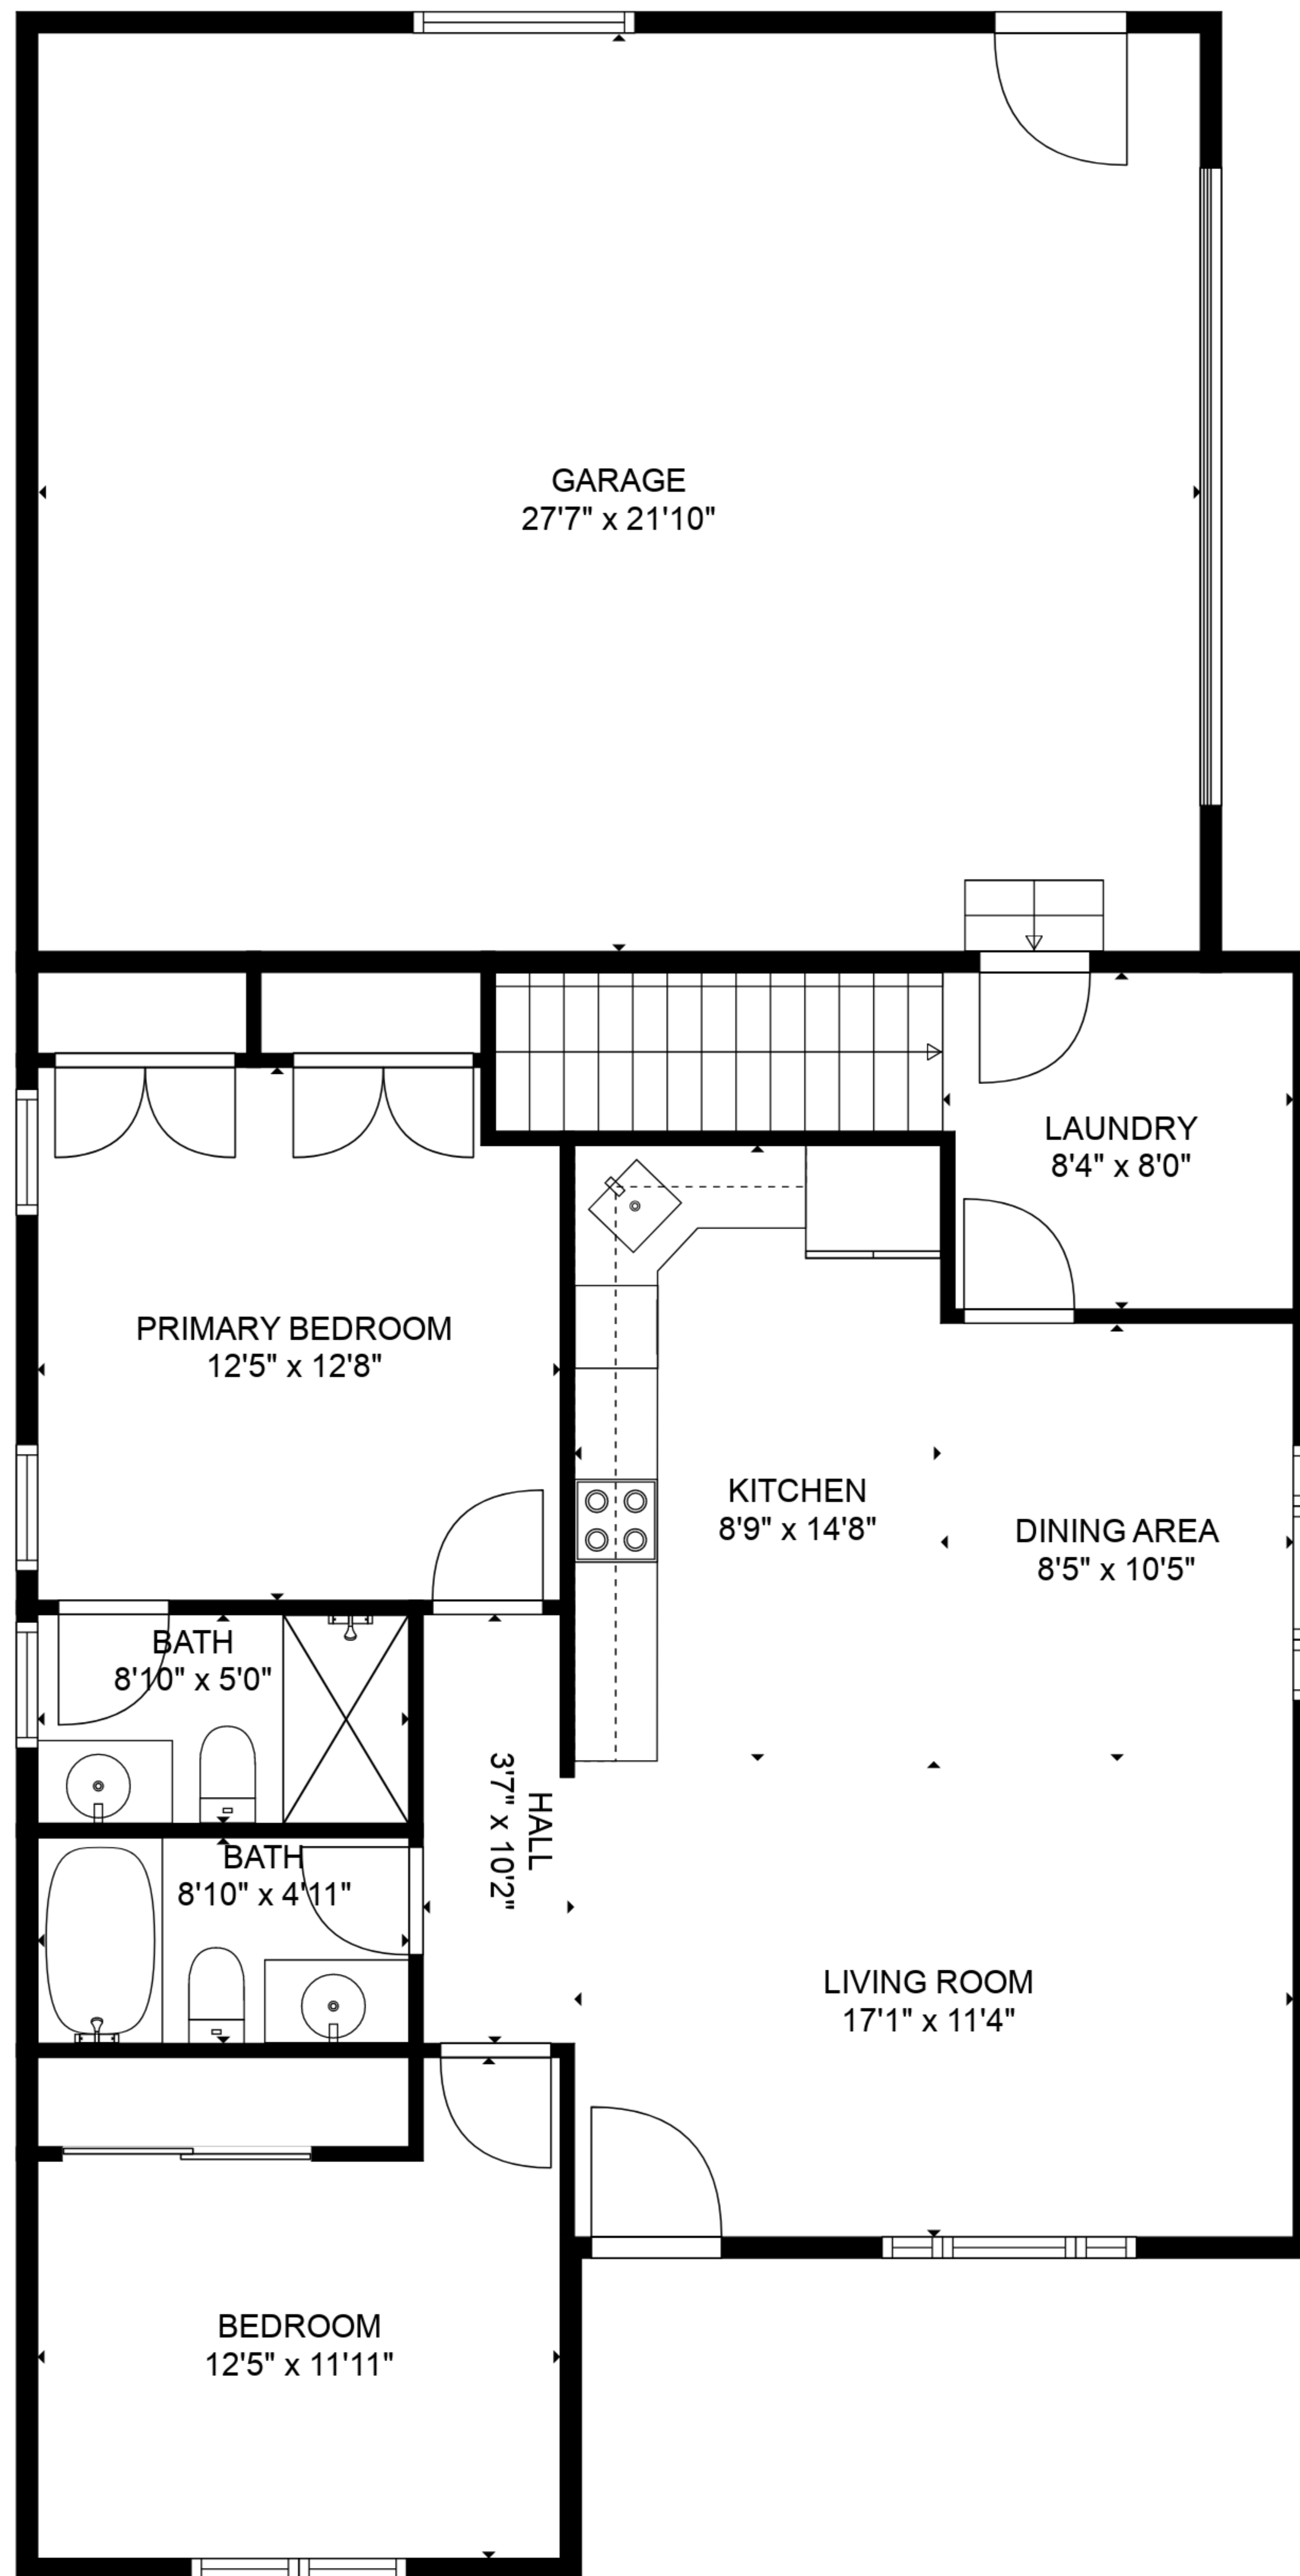 GARAGE
27'7" x 21'10"
LAUNDRY
8'4" x 8'0"
PRIMARY BEDROOM
12'5" x 12'8"
KITCHEN
8'9" x 14'8"
DINING AREA
8'5" x 10'5"
BATH
8'10" x 5'0"
HALL
3'7" x 10'2"
BATH
8'10" x 4'11"
LIVING ROOM
17'1" x 11'4"
BEDROOM
12'5" x 11'11"